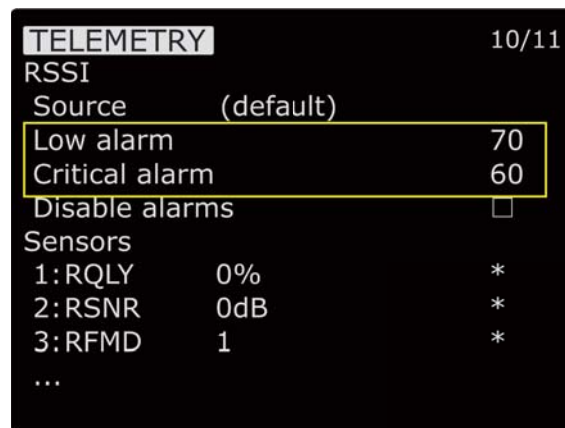 TELEMETRY 10/11
RSSI
Source (default)
Low alarm 70
Critical alarm 60
Disable alarms
Sensors
1:RQLY 0% *
2:RSNR 0dB *
3:RFMD 1 *
...